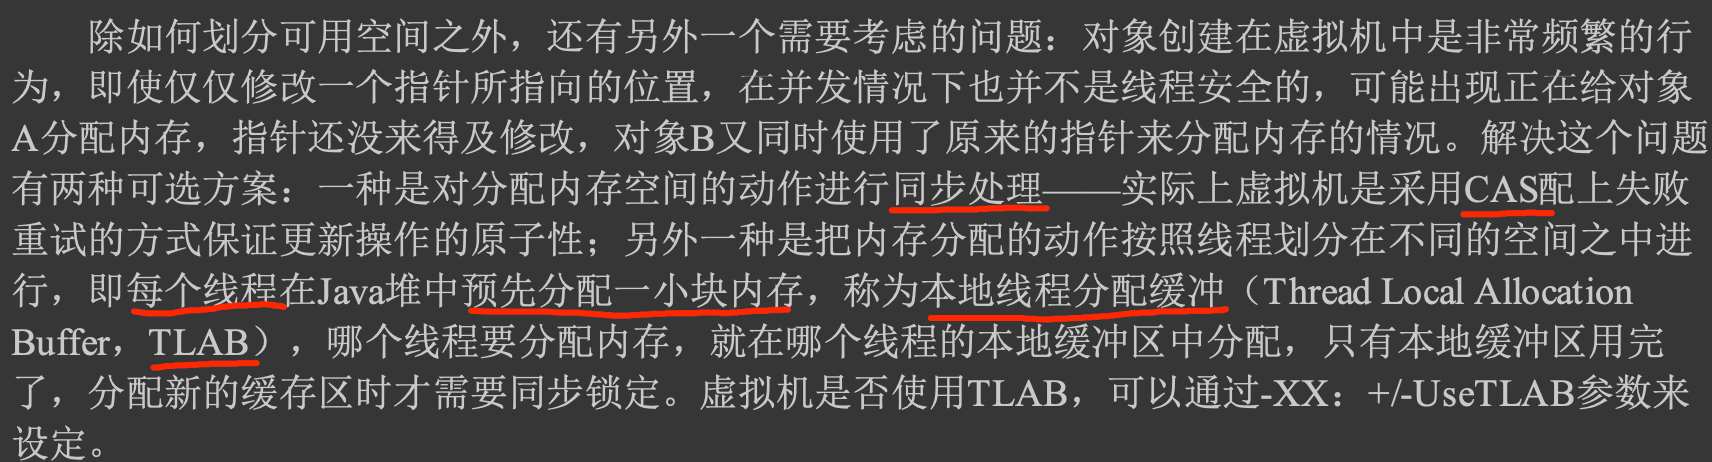 除如何划分可用空间之外，还有另外一个需要考虑的问题：对象创建在虚拟机中是非常频繁的行
为，即使仅仅修改一个指针所指向的位置，在并发情况下也并不是线程安全的，可能出现正在给对象
A分配内存，指针还没来得及修改，对象B又同时使用了原来的指针来分配内存的情况。解决这个问题
有两种可选方案：一种是对分配内存空间的动作进行同步处理——实际上虚拟机是采用CAS配上失败
重试的方式保证更新操作的原子性；另外一种是把内存分配的动作按照线程划分在不同的空间之中进
行，即每个线程在Java堆中预先分配一小块内存，称为本地线程分配缓冲（Thread Local Allocation
Buffer，TLAB），哪个线程要分配内存，就在哪个线程的本地缓冲区中分配，只有本地缓冲区用完
了，分配新的缓存区时才需要同步锁定。虚拟机是否使用TLAB，可以通过-XX：+/-UseTLAB参数来
设定。